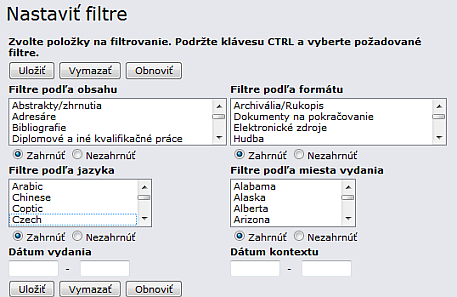 Nastaviť filtre
Zvolte položky na filtrovanie. Podržte klávesu CTRL a vyberte požadované
filtre.
Uložiť Vymazať Obnoviť
Filtre podľa obsahu Filtre podľa formátu
Abstrakty/zhrnutia Archivália/Rukopis
Adresáre Dokumenty na pokračovanie
Bibliografie Elektronické zdroje
Diplomové a iné kvalifikačné práce Hudba
Zahrnúť Nezahrnúť Zahrnúť Nezahrnúť
Filtre podľa jazyka Filtre podľa miesta vydania
Arabic Alabama
Chinese Alaska
Coptic Alberta
Czech Arizona
Zahrnúť Nezahrnúť Zahrnúť Nezahrnúť
Dátum vydania Dátum kontextu
- -
Uložiť Vymazať Obnoviť